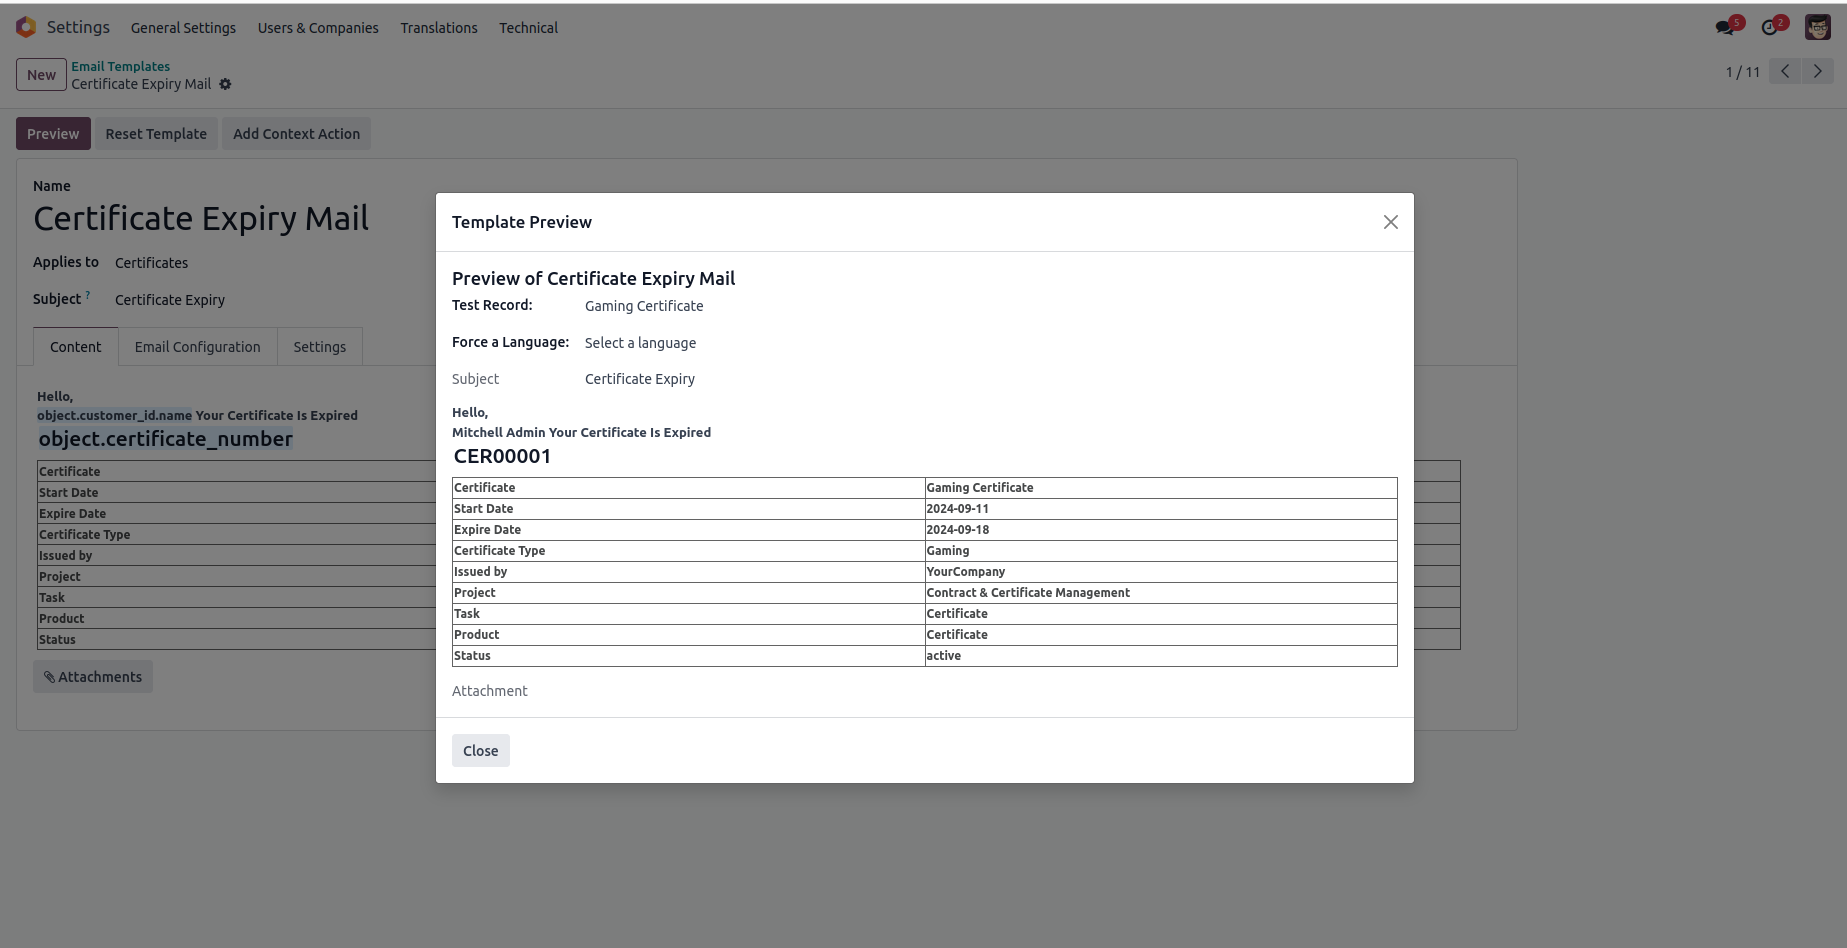 Settings General Settings Users & Companies Translations Technical 5 2
New Email Templates
Certificate Expiry Mail 1 / 11
Preview Reset Template Add Context Action
Name
Certificate Expiry Mail
Applies to Certificates
Subject ? Certificate Expiry
Content Email Configuration Settings
Hello,
object.customer_id.name Your Certificate Is Expired
object.certificate_number
Certificate
Start Date
Expire Date
Certificate Type
Issued by
Project
Task
Product
Status
Attachments
Template Preview
Preview of Certificate Expiry Mail
Test Record: Gaming Certificate
Force a Language: Select a language
Subject Certificate Expiry
Hello,
Mitchell Admin Your Certificate Is Expired
CER00001
Certificate Gaming Certificate
Start Date 2024-09-11
Expire Date 2024-09-18
Certificate Type Gaming
Issued by YourCompany
Project Contract & Certificate Management
Task Certificate
Product Certificate
Status active
Attachment
Close